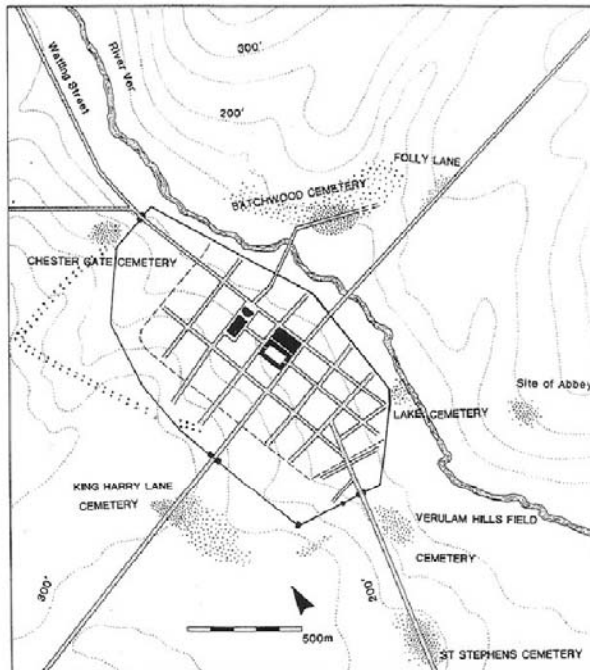 Watling Street
River Ver
300'
200'
FOLLY LANE
BATCHWOOD CEMETERY
CHESTER GATE CEMETERY
Site of Abbey
LAKE CEMETERY
KING HARRY LANE
CEMETERY
VERULAM HILLS FIELD
CEMETERY
300'
200'
500m
ST STEPHENS CEMETERY